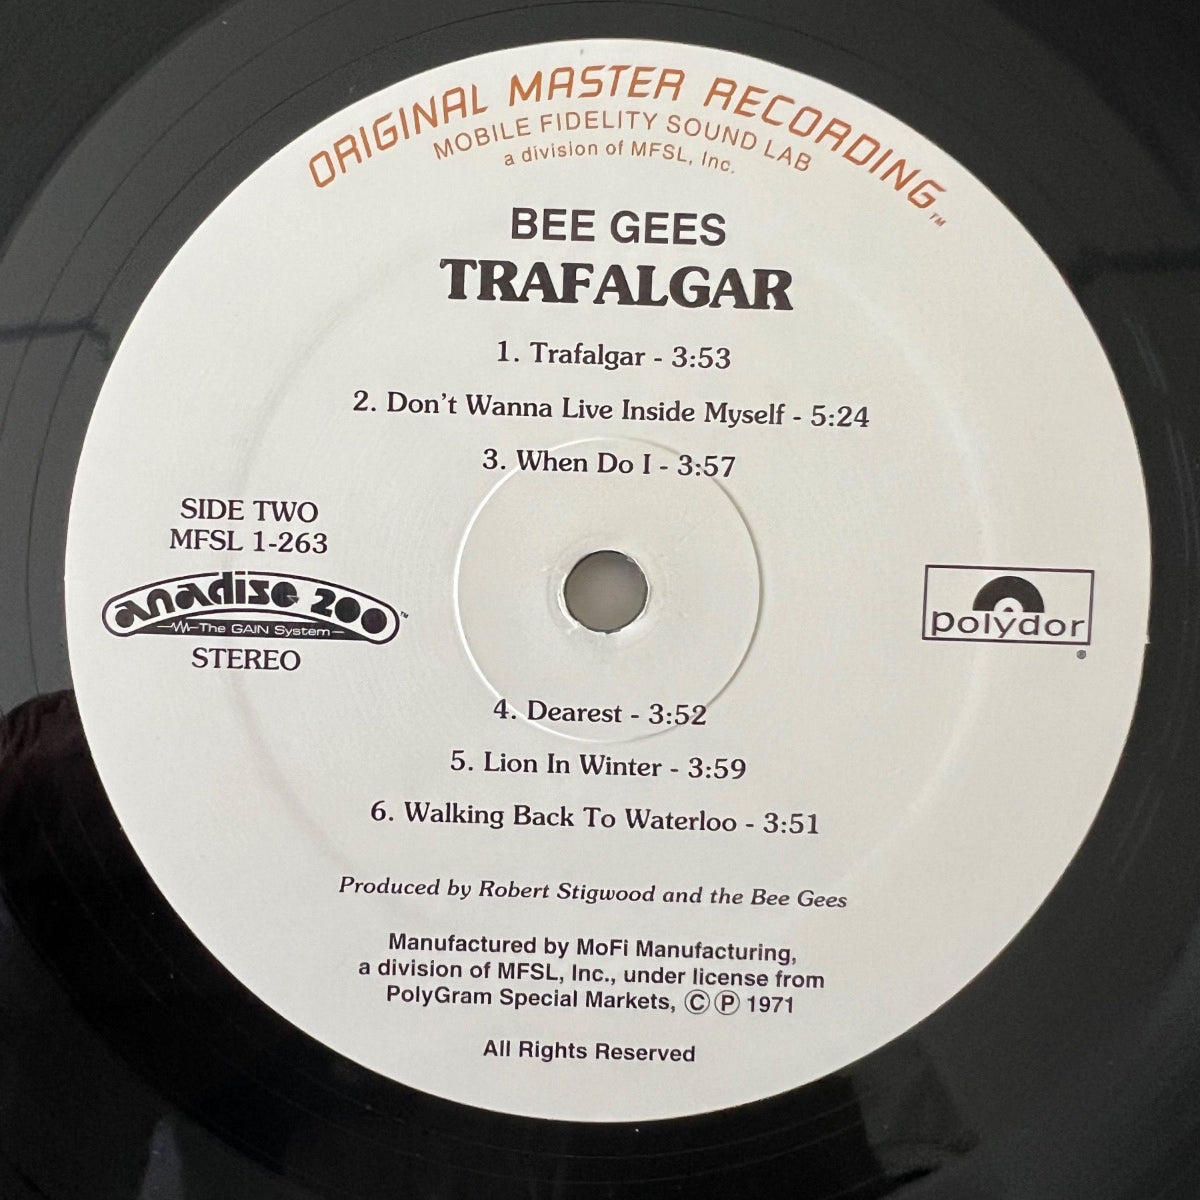 ORIGINAL MASTER RECORDING™
MOBILE FIDELITY SOUND LAB
a division of MFSL, Inc.
BEE GEES
TRAFALGAR
1. Trafalgar - 3:53
2. Don't Wanna Live Inside Myself - 5:24
3. When Do I - 3:57
SIDE TWO
MFSL 1-263
anadisc 200™
The GAIN System
STEREO
polydor®
4. Dearest - 3:52
5. Lion In Winter - 3:59
6. Walking Back To Waterloo - 3:51
Produced by Robert Stigwood and the Bee Gees
Manufactured by MoFi Manufacturing,
a division of MFSL, Inc., under license from
PolyGram Special Markets, ©℗ 1971
All Rights Reserved